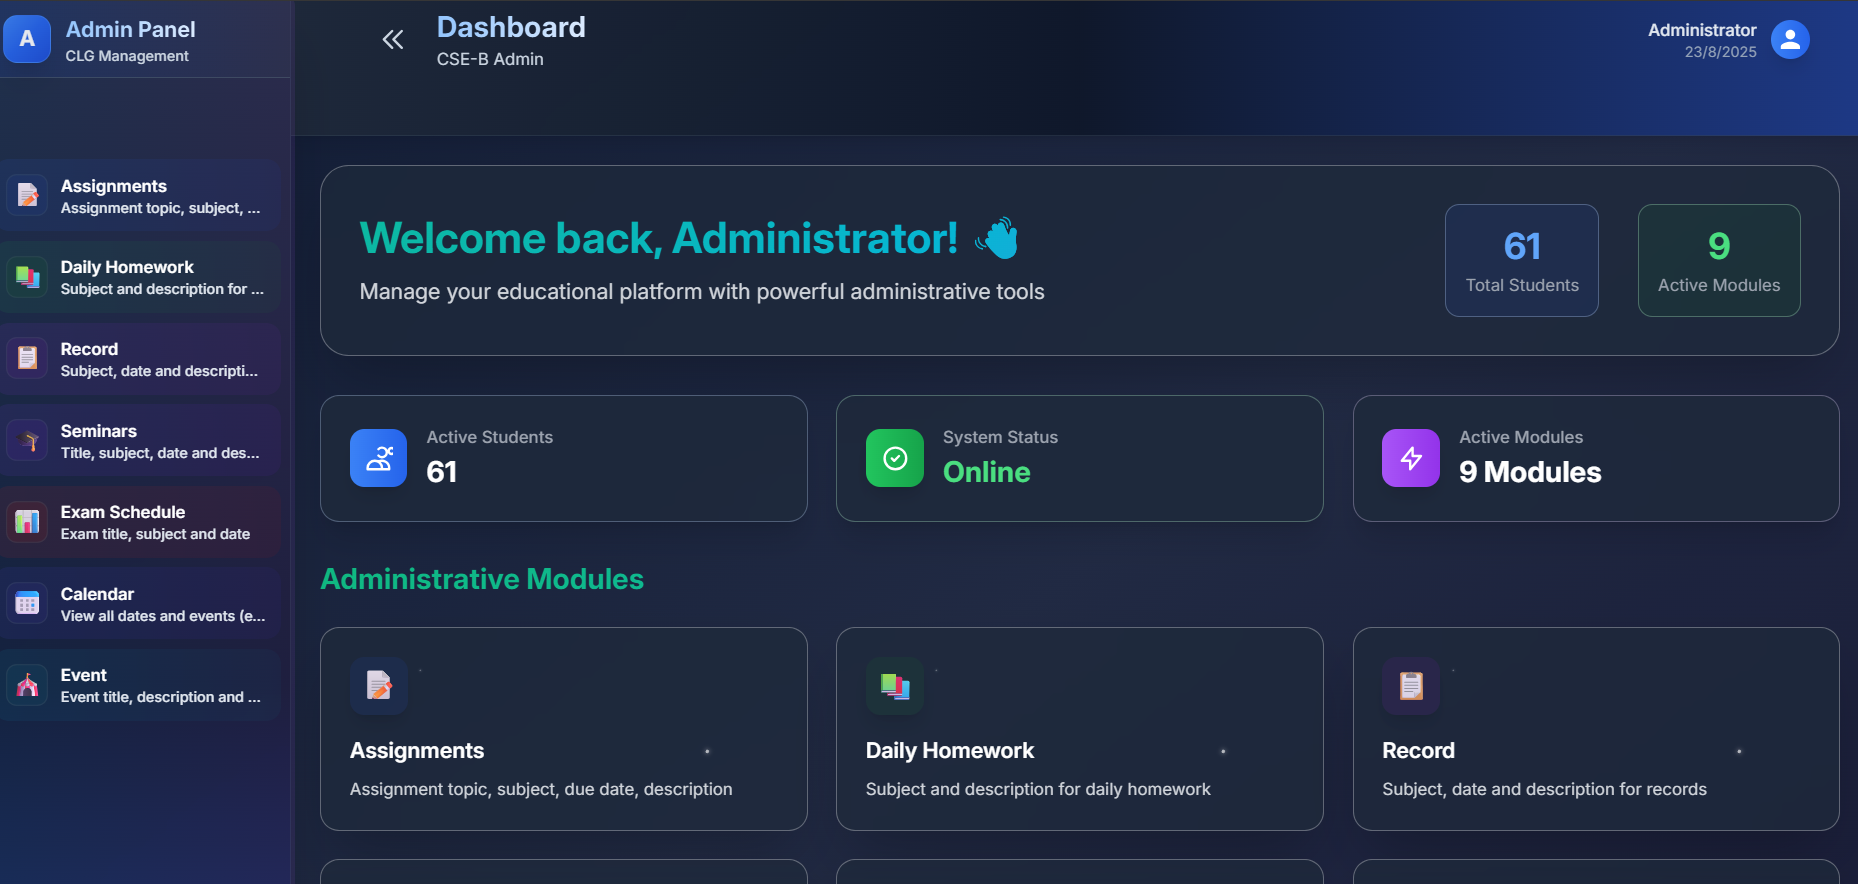 A
Admin Panel
CLG Management
Assignments
Assignment topic, subject, ...
Daily Homework
Subject and description for ...
Record
Subject, date and descripti...
Seminars
Title, subject, date and des...
Exam Schedule
Exam title, subject and date
Calendar
View all dates and events (e...
Event
Event title, description and ...
Dashboard
CSE-B Admin
Administrator
23/8/2025
Welcome back, Administrator! 👋
Manage your educational platform with powerful administrative tools
61
Total Students
9
Active Modules
Active Students
61
System Status
Online
Active Modules
9 Modules
Administrative Modules
Assignments
Assignment topic, subject, due date, description
Daily Homework
Subject and description for daily homework
Record
Subject, date and description for records